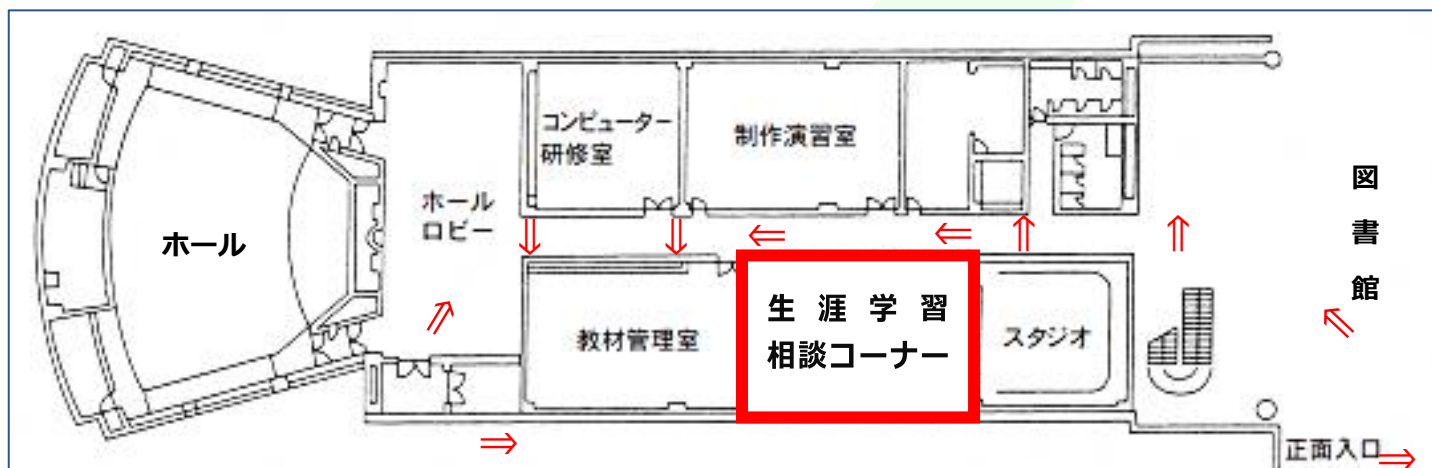 コンピューター
研修室
制作演習室
ホール
ロビー
ホール
図書館
教材管理室
生涯学習
相談コーナー
スタジオ
正面入口